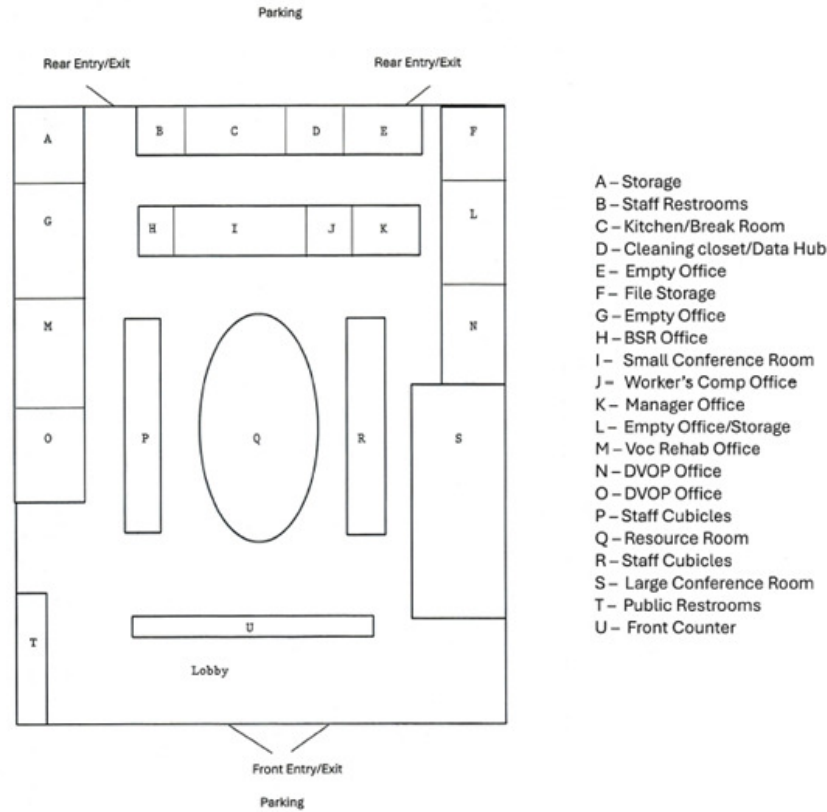 Parking
Rear Entry/Exit Rear Entry/Exit
A B C D E F
G H I J K L
M N
O P Q R S
T U
Lobby
Front Entry/Exit
Parking
A – Storage
B – Staff Restrooms
C – Kitchen/Break Room
D – Cleaning closet/Data Hub
E – Empty Office
F – File Storage
G – Empty Office
H – BSR Office
I – Small Conference Room
J – Worker's Comp Office
K – Manager Office
L – Empty Office/Storage
M – Voc Rehab Office
N – DVOP Office
O – DVOP Office
P – Staff Cubicles
Q – Resource Room
R – Staff Cubicles
S – Large Conference Room
T – Public Restrooms
U – Front Counter